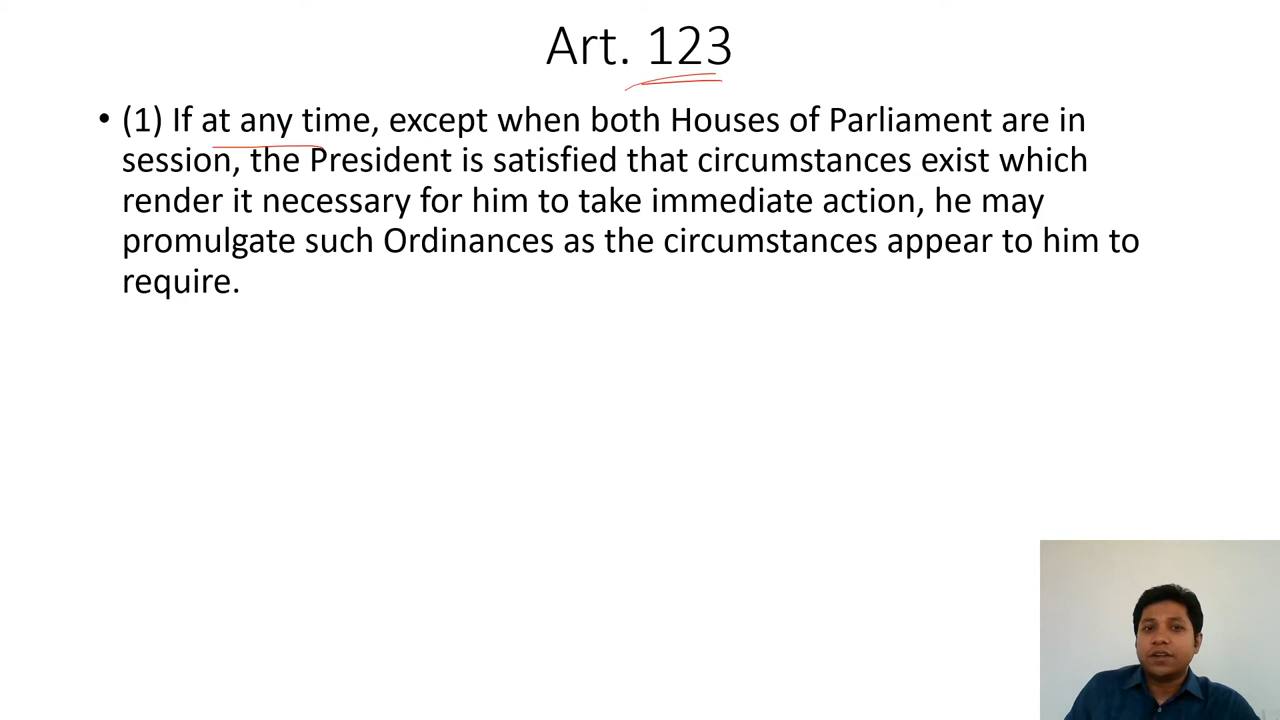 Art. 123
• (1) If at any time, except when both Houses of Parliament are in
session, the President is satisfied that circumstances exist which
render it necessary for him to take immediate action, he may
promulgate such Ordinances as the circumstances appear to him to
require.